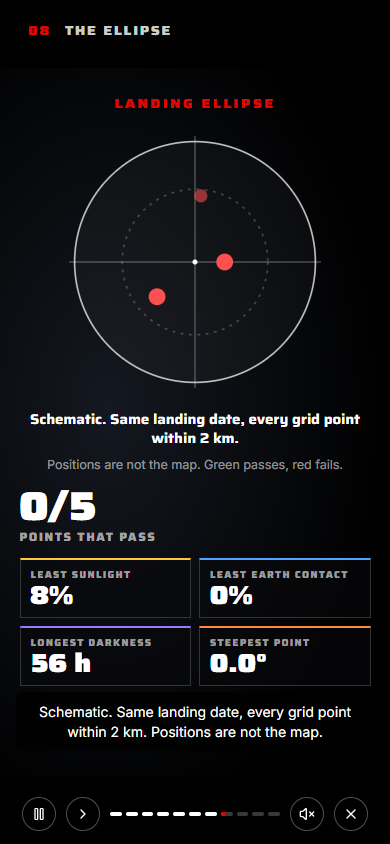 08 THE ELLIPSE
LANDING ELLIPSE
Schematic. Same landing date, every grid point
within 2 km.
Positions are not the map. Green passes, red fails.
0/5
POINTS THAT PASS
LEAST SUNLIGHT
8%
LEAST EARTH CONTACT
0%
LONGEST DARKNESS
56 h
STEEPEST POINT
0.0°
Schematic. Same landing date, every grid point
within 2 km. Positions are not the map.